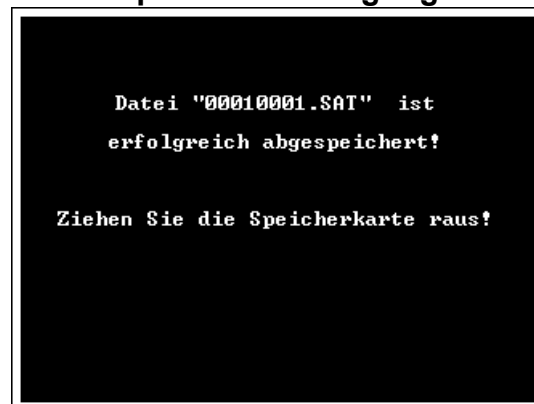 Datei "00010001.SAT" ist
erfolgreich abgespeichert!
Ziehen Sie die Speicherkarte raus!